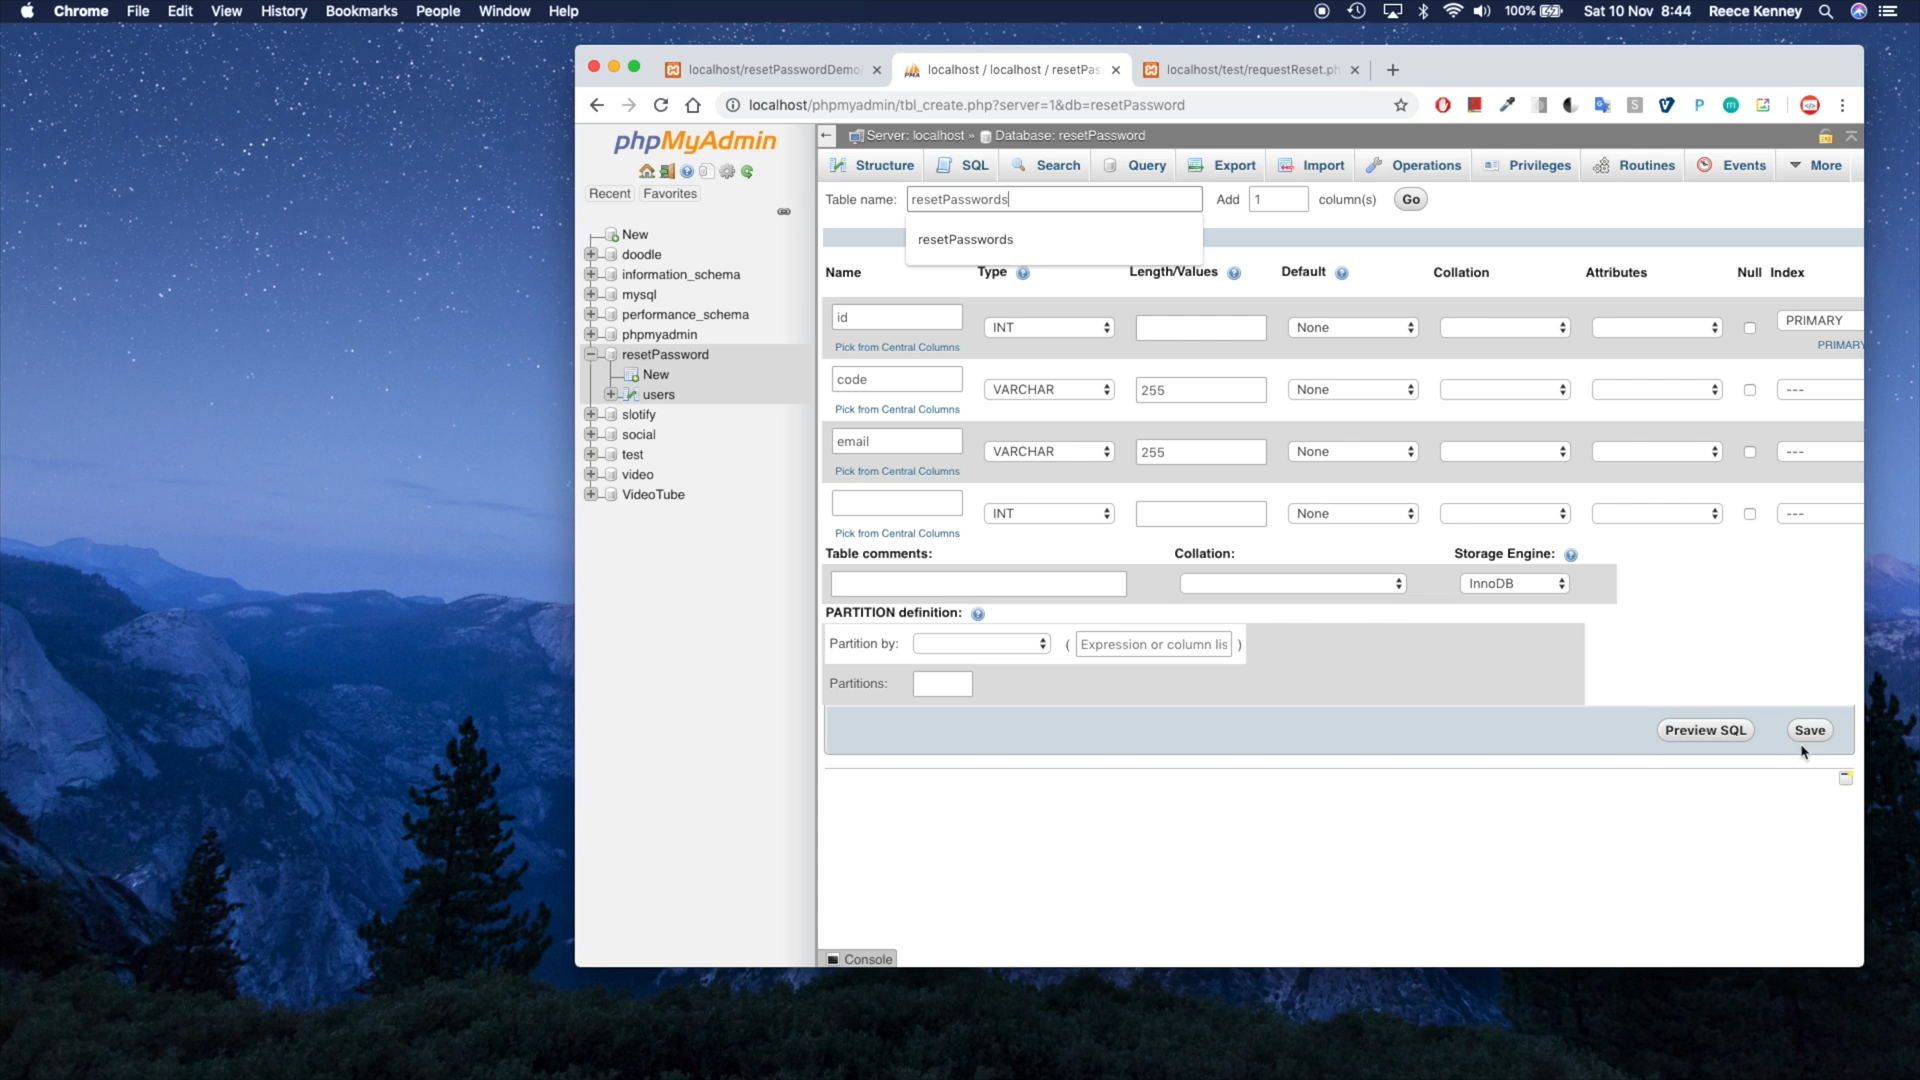 Chrome File Edit View History Bookmarks People Window Help 100% Sat 10 Nov 8:44 Reece Kenney
localhost/resetPasswordDemo localhost / localhost / resetPas localhost/test/requestReset.ph
localhost/phpmyadmin/tbl_create.php?server=1&db=resetPassword
phpMyAdmin
Recent Favorites
New
doodle
information_schema
mysql
performance_schema
phpmyadmin
resetPassword
New
users
slotify
social
test
video
VideoTube
Server: localhost » Database: resetPassword
Structure SQL Search Query Export Import Operations Privileges Routines Events More
Table name: resetPasswords Add 1 column(s) Go
resetPasswords
Name Type Length/Values Default Collation Attributes Null Index
id INT None PRIMARY
Pick from Central Columns PRIMARY
code VARCHAR 255 None ---
Pick from Central Columns
email VARCHAR 255 None ---
Pick from Central Columns
INT None ---
Pick from Central Columns
Table comments: Collation: Storage Engine:
InnoDB
PARTITION definition:
Partition by: ( Expression or column lis )
Partitions:
Preview SQL Save
Console